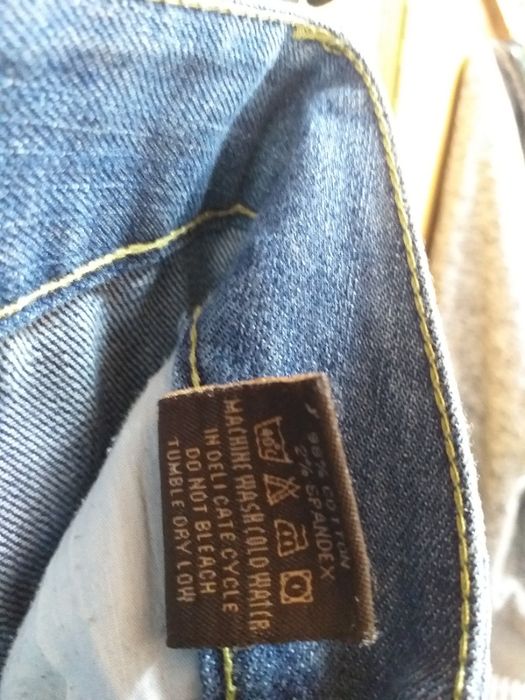 98% COTTON
2% SPANDEX
MACHINE WASH COLD WATER
IN DELICATE CYCLE
DO NOT BLEACH
TUMBLE DRY LOW